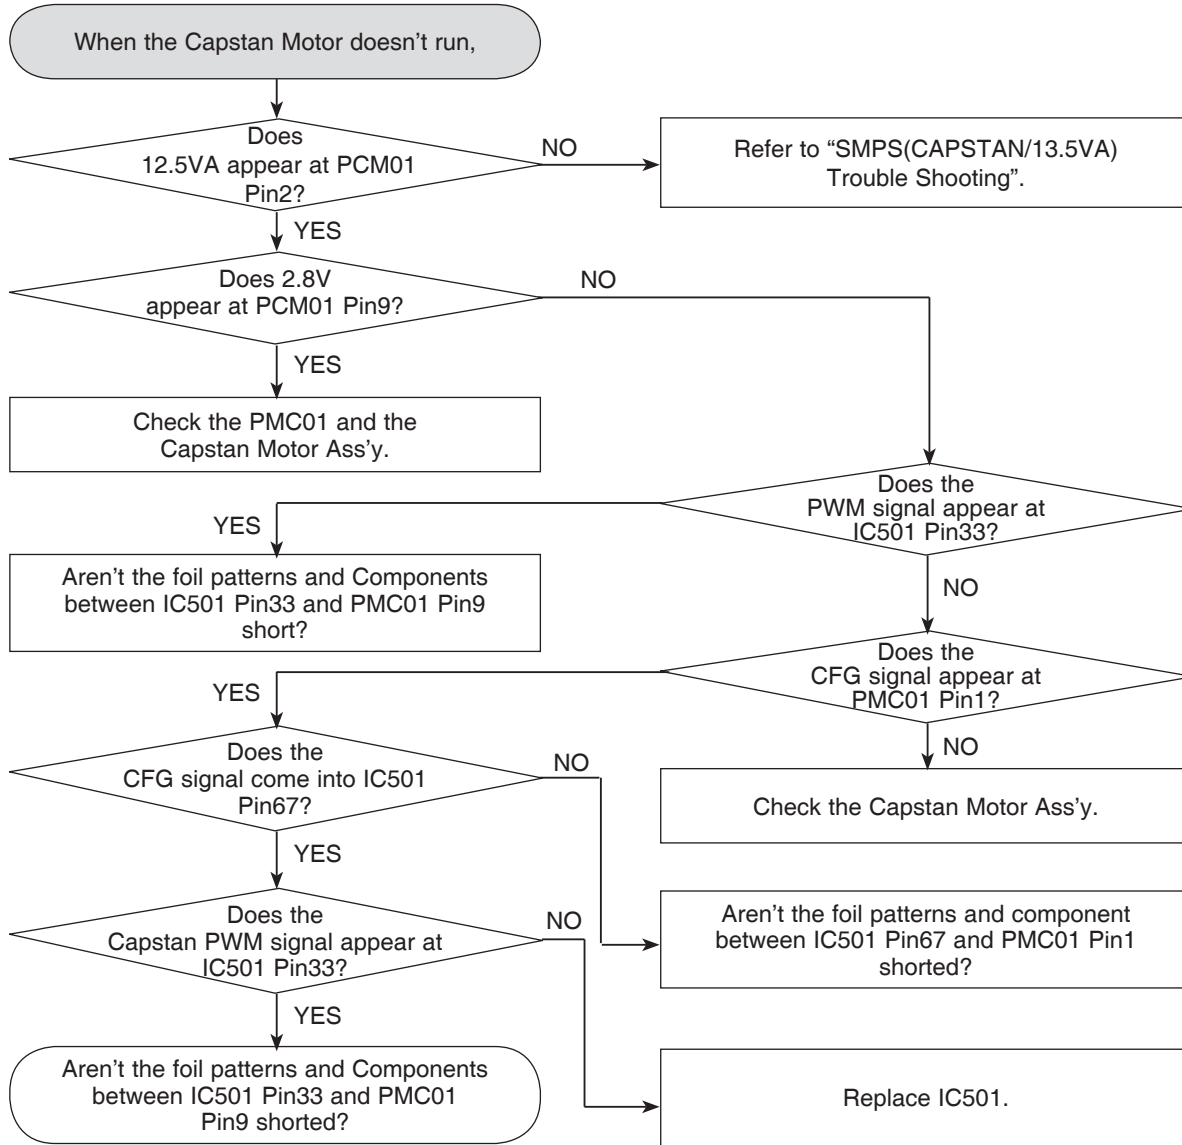 When the Capstan Motor doesn't run,
Does
12.5VA appear at PCM01
Pin2?
NO
Refer to “SMPS(CAPSTAN/13.5VA)
Trouble Shooting”.
YES
Does 2.8V
appear at PCM01 Pin9?
NO
YES
Check the PMC01 and the
Capstan Motor Ass'y.
Does the
PWM signal appear at
IC501 Pin33?
YES
Aren't the foil patterns and Components
between IC501 Pin33 and PMC01 Pin9
short?
NO
Does the
CFG signal appear at
PMC01 Pin1?
YES
NO
Does the
CFG signal come into IC501
Pin67?
NO
Check the Capstan Motor Ass'y.
YES
Does the
Capstan PWM signal appear at
IC501 Pin33?
NO
Aren't the foil patterns and component
between IC501 Pin67 and PMC01 Pin1
shorted?
YES
Aren't the foil patterns and Components
between IC501 Pin33 and PMC01
Pin9 shorted?
Replace IC501.